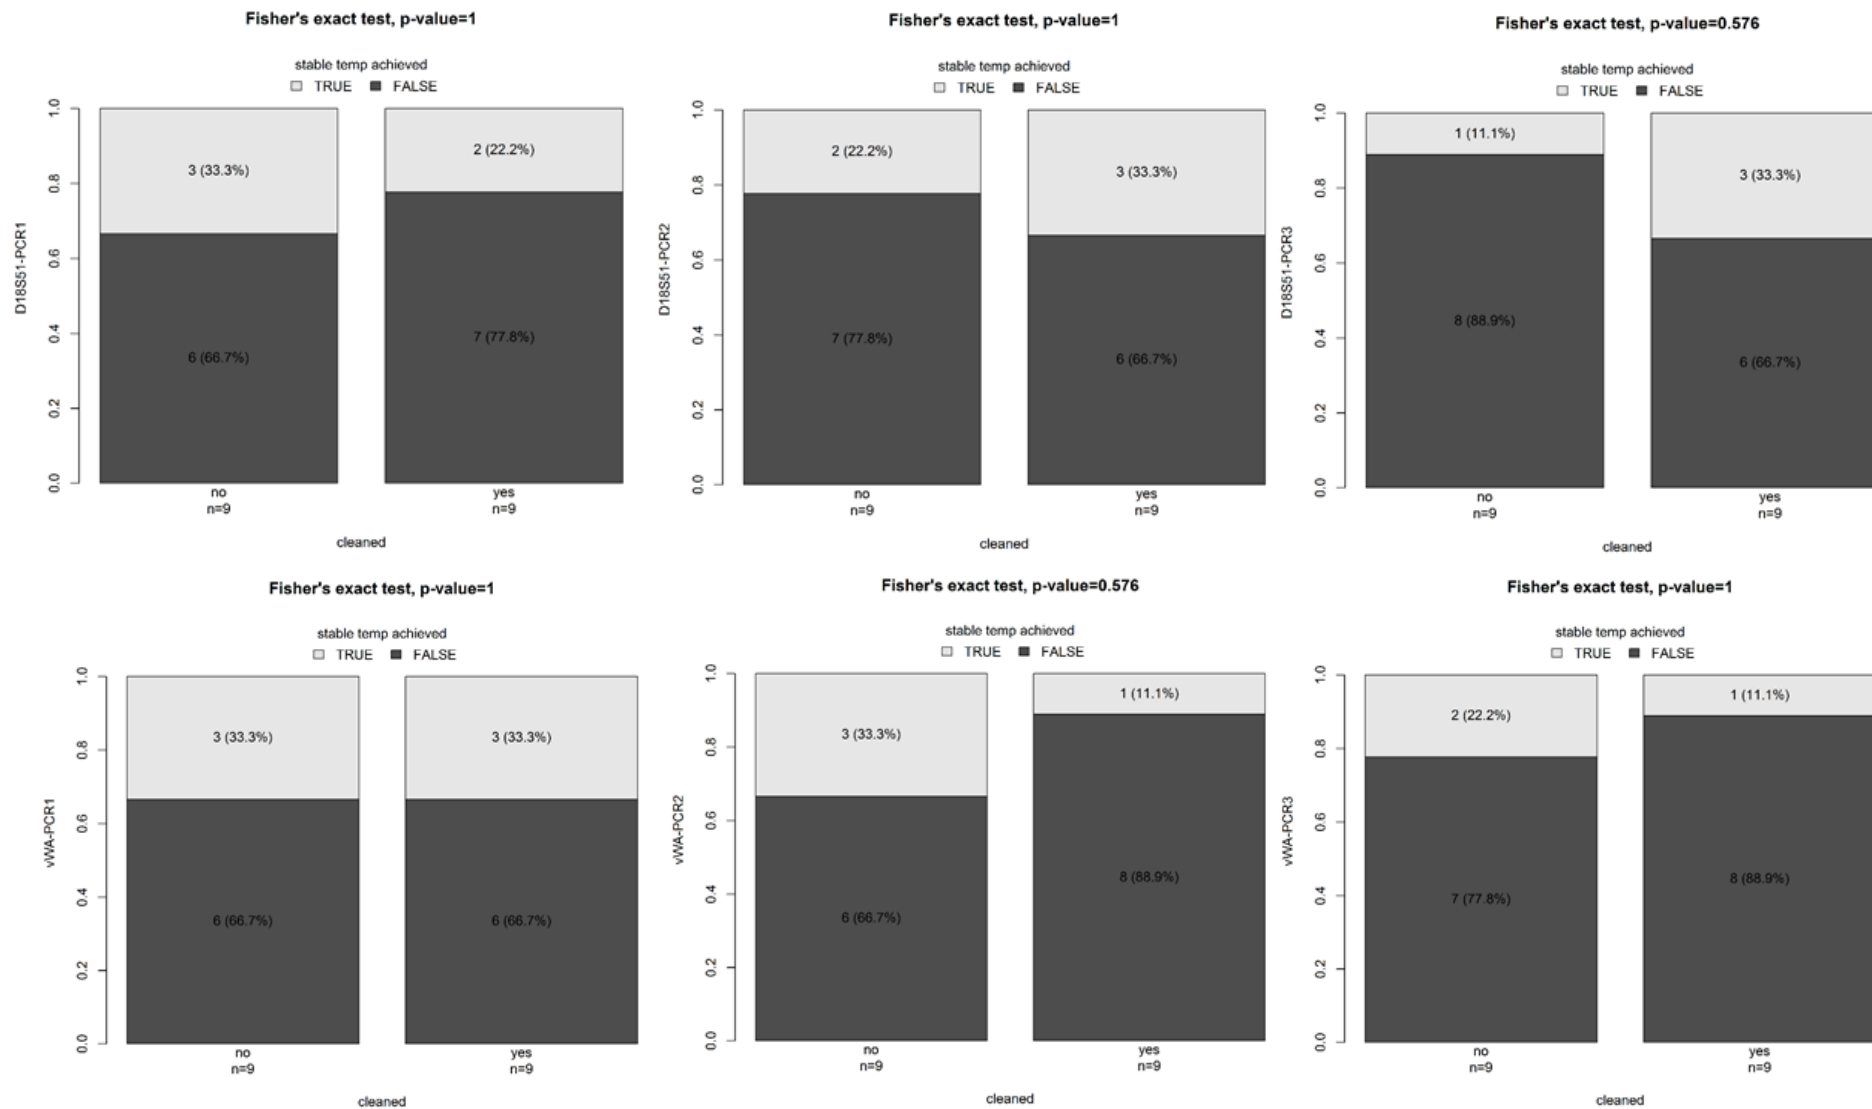 Fisher's exact test, p-value=1
stable temp achieved
TRUE FALSE
D18S51-PCR1
1.0
0.8
0.6
0.4
0.2
0.0
3 (33.3%)
6 (66.7%)
2 (22.2%)
7 (77.8%)
no
n=9
yes
n=9
cleaned
Fisher's exact test, p-value=1
stable temp achieved
TRUE FALSE
D18S51-PCR2
1.0
0.8
0.6
0.4
0.2
0.0
2 (22.2%)
7 (77.8%)
3 (33.3%)
6 (66.7%)
no
n=9
yes
n=9
cleaned
Fisher's exact test, p-value=0.576
stable temp achieved
TRUE FALSE
D18S51-PCR3
1.0
0.8
0.6
0.4
0.2
0.0
1 (11.1%)
8 (88.9%)
3 (33.3%)
6 (66.7%)
no
n=9
yes
n=9
cleaned
Fisher's exact test, p-value=1
stable temp achieved
TRUE FALSE
vWA-PCR1
1.0
0.8
0.6
0.4
0.2
0.0
3 (33.3%)
6 (66.7%)
3 (33.3%)
6 (66.7%)
no
n=9
yes
n=9
cleaned
Fisher's exact test, p-value=0.576
stable temp achieved
TRUE FALSE
vWA-PCR2
1.0
0.8
0.6
0.4
0.2
0.0
3 (33.3%)
6 (66.7%)
1 (11.1%)
8 (88.9%)
no
n=9
yes
n=9
cleaned
Fisher's exact test, p-value=1
stable temp achieved
TRUE FALSE
vWA-PCR3
1.0
0.8
0.6
0.4
0.2
0.0
2 (22.2%)
7 (77.8%)
1 (11.1%)
8 (88.9%)
no
n=9
yes
n=9
cleaned